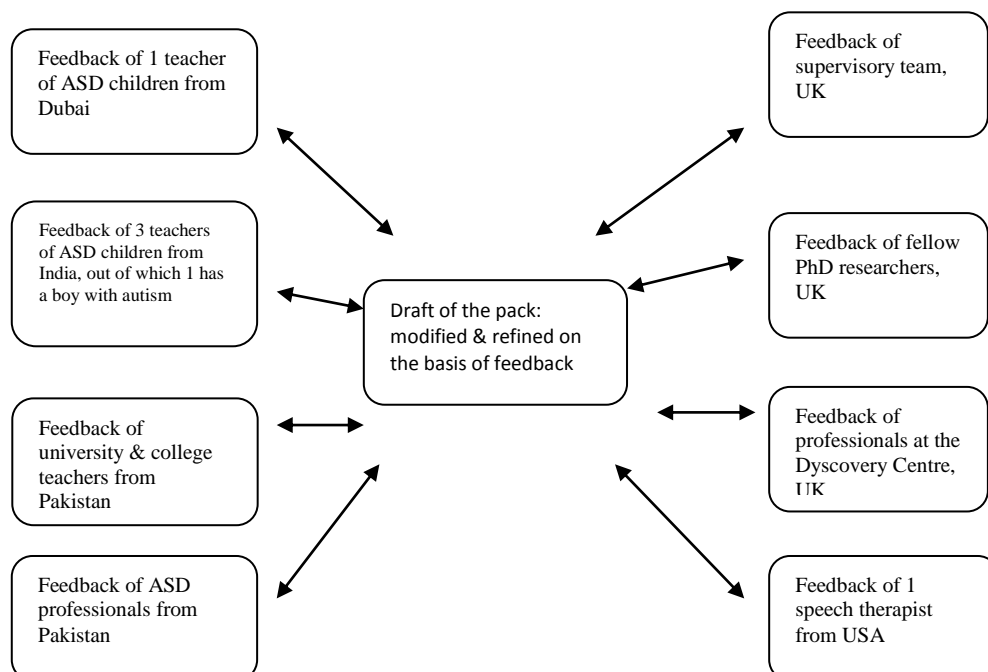 Feedback of 1 teacher
of ASD children from
Dubai
Feedback of 3 teachers
of ASD children from
India, out of which 1 has
a boy with autism
Feedback of
university & college
teachers from
Pakistan
Feedback of ASD
professionals from
Pakistan
Draft of the pack:
modified & refined on
the basis of feedback
Feedback of
supervisory team,
UK
Feedback of fellow
PhD researchers,
UK
Feedback of
professionals at the
Dyscovery Centre,
UK
Feedback of 1
speech therapist
from USA